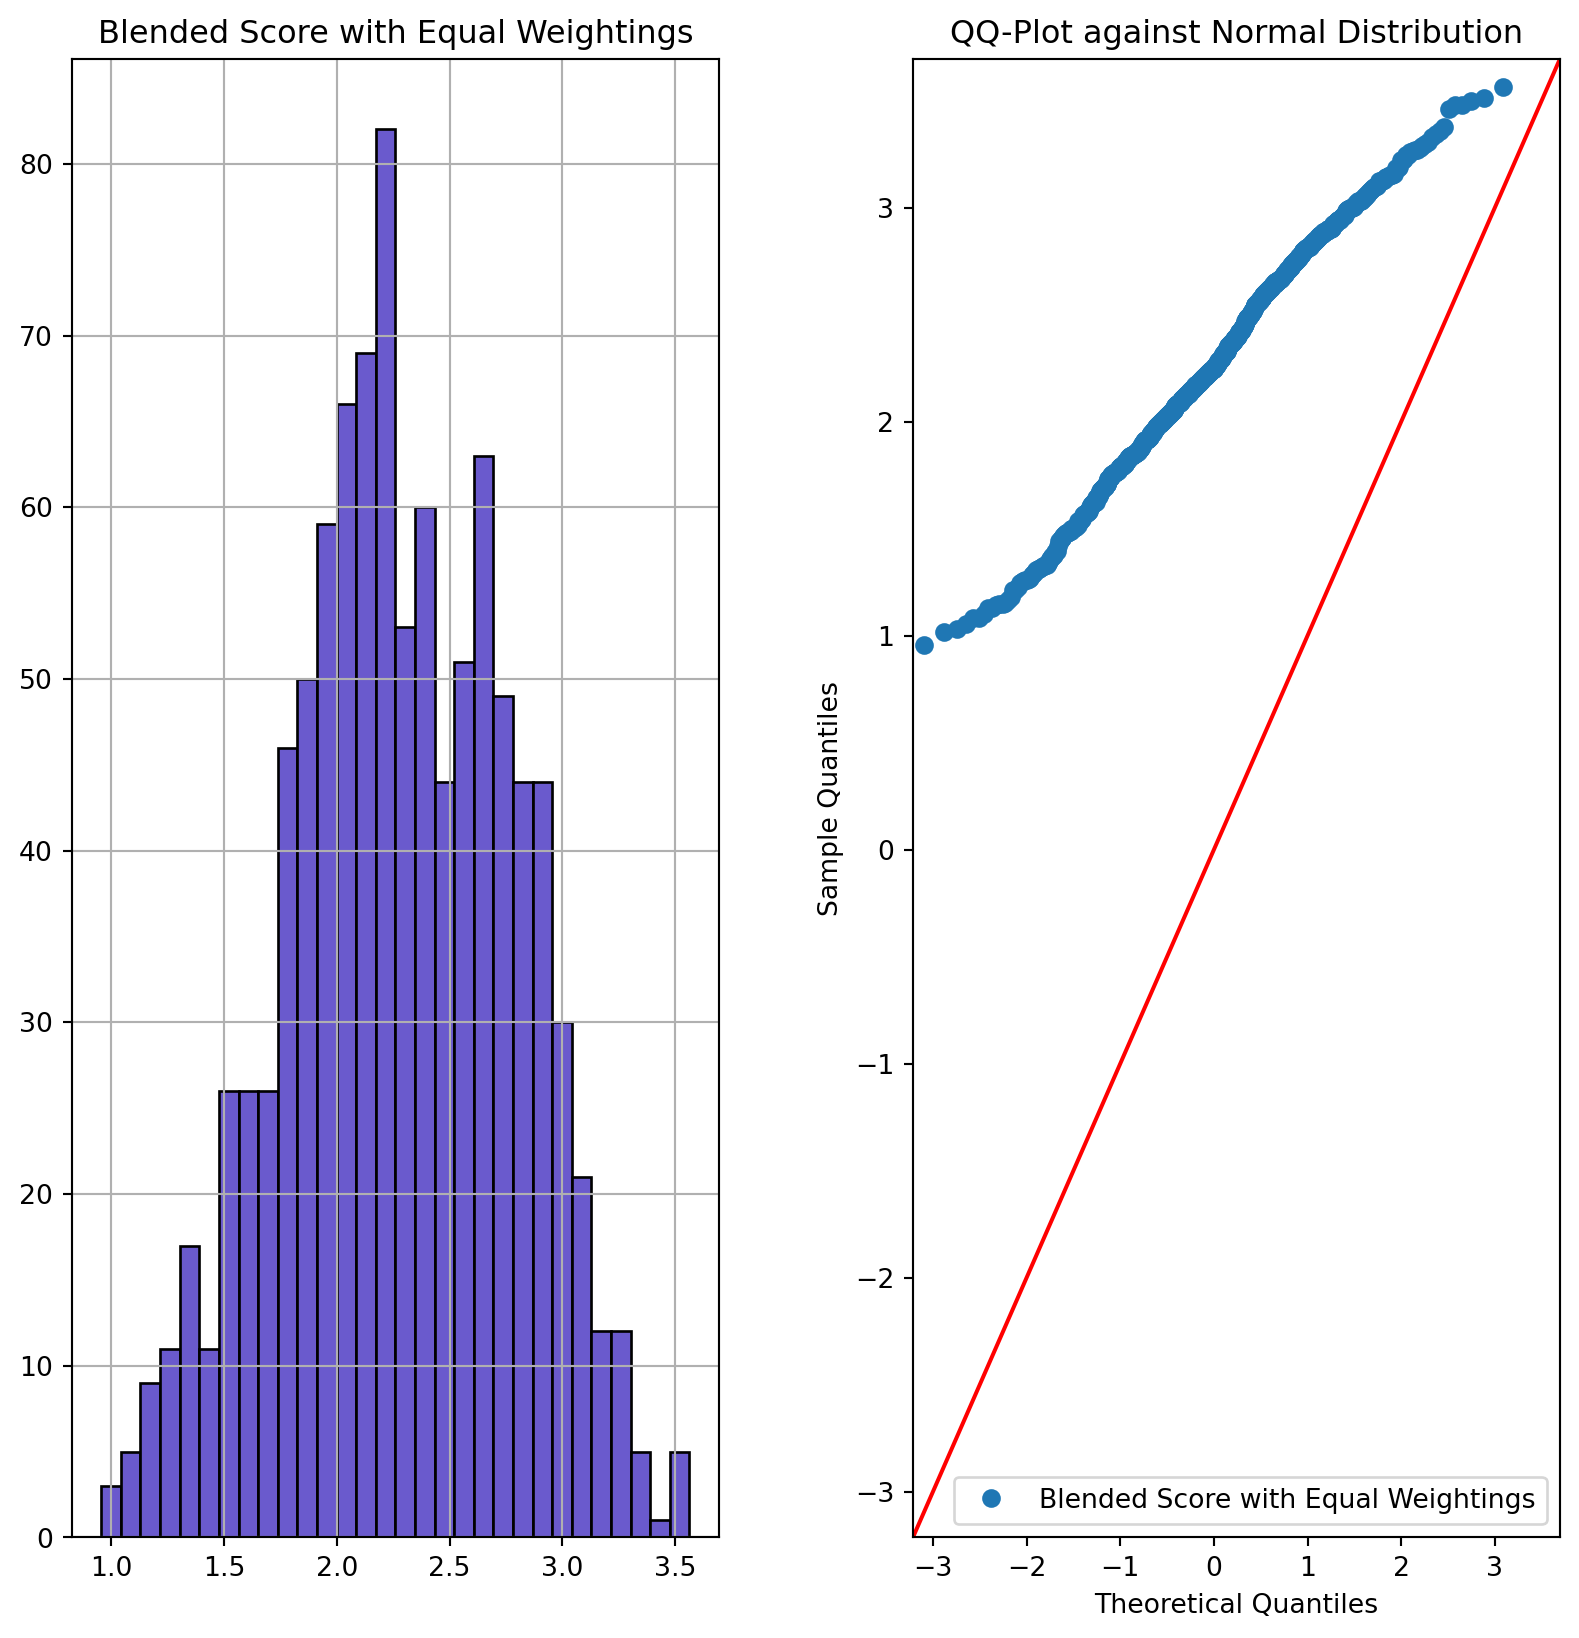 Blended Score with Equal Weightings
80
70
60
50
40
30
20
10
0
1.0 1.5 2.0 2.5 3.0 3.5
QQ-Plot against Normal Distribution
Sample Quantiles
3
2
1
0
−1
−2
−3
Blended Score with Equal Weightings
−3 −2 −1 0 1 2 3
Theoretical Quantiles